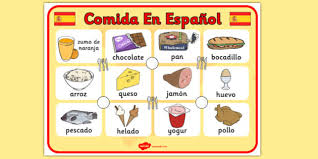 Comida En Español
zumo de
naranja
chocolate
pan
bocadillo
arroz
queso
jamón
huevo
pescado
helado
yogur
pollo